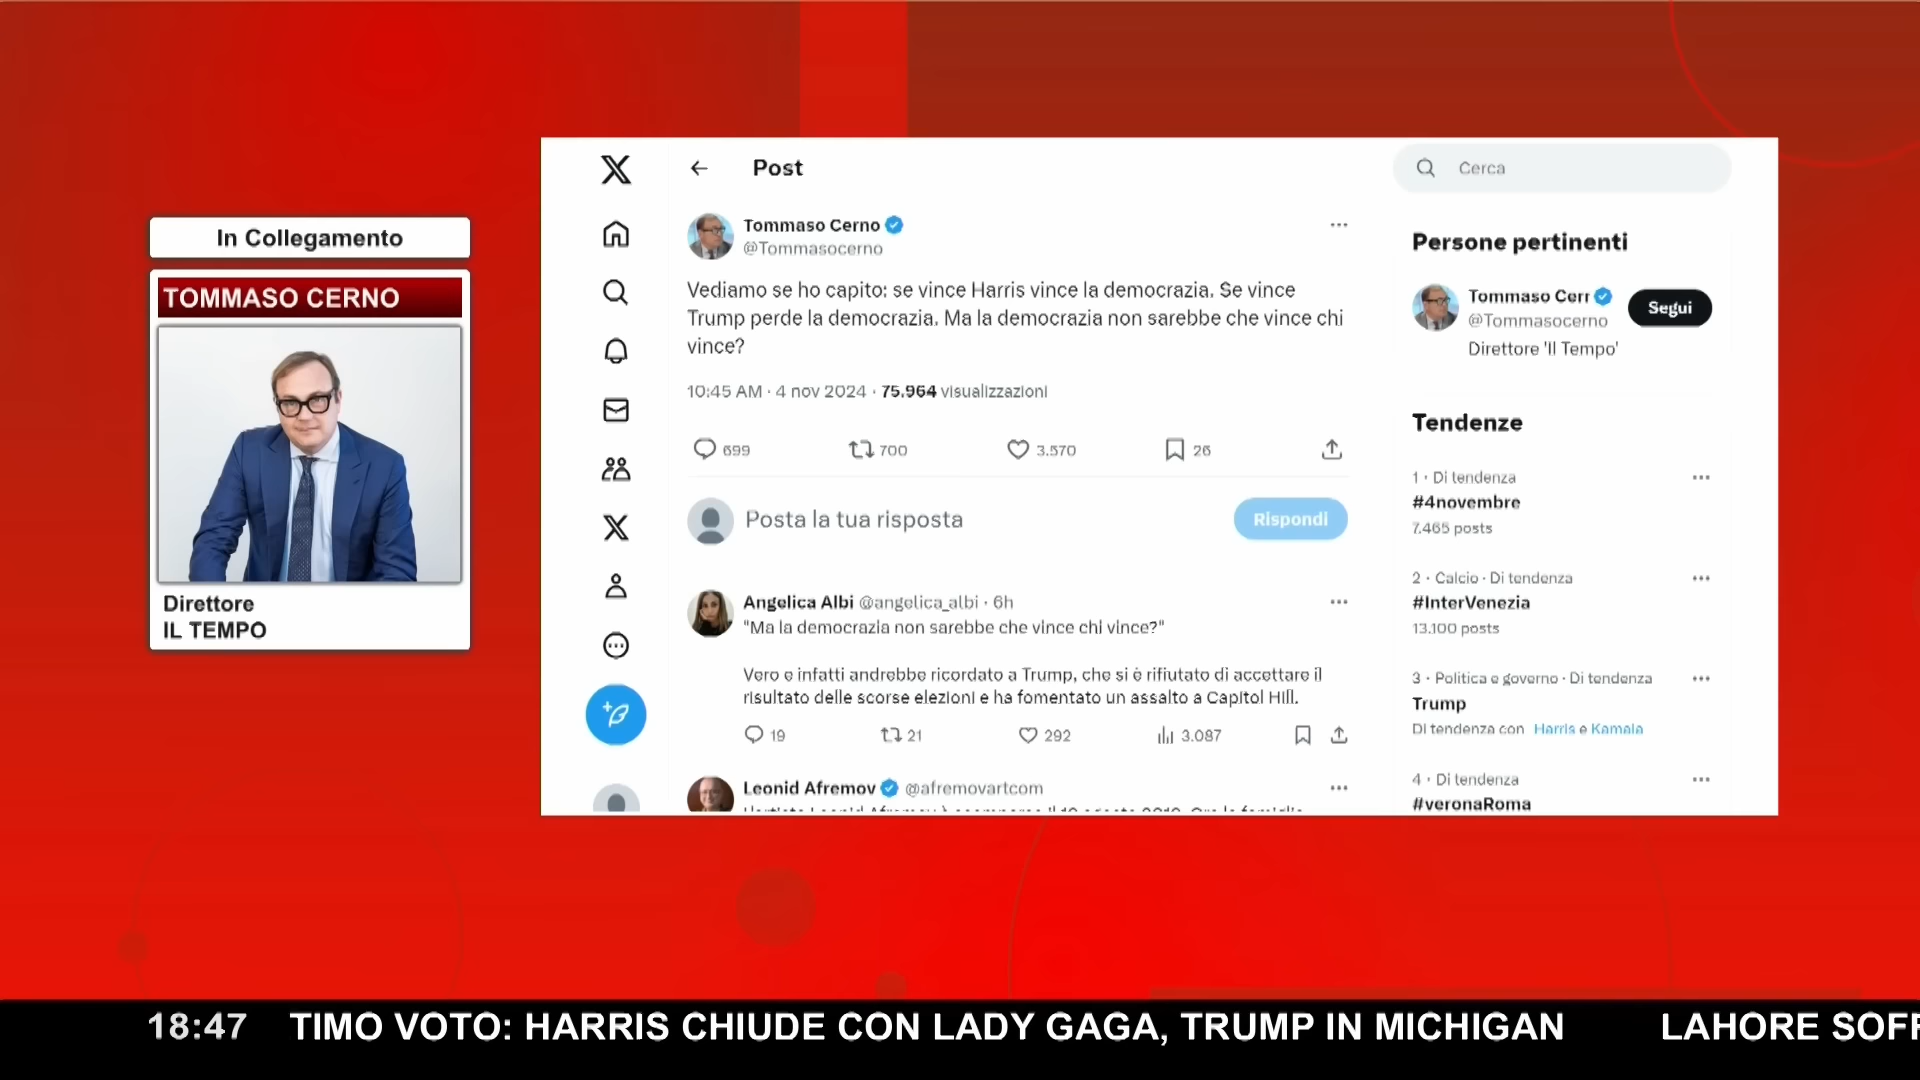 In Collegamento
TOMMASO CERNO
Direttore
IL TEMPO
Post
Tommaso Cerno
@Tommasocerno
Vediamo se ho capito: se vince Harris vince la democrazia. Se vince
Trump perde la democrazia. Ma la democrazia non sarebbe che vince chi
vince?
10:45 AM · 4 nov 2024 · 75.964 visualizzazioni
699 700 3.570 26
Posta la tua risposta
Rispondi
Angelica Albi @angelica_albi · 6h
"Ma la democrazia non sarebbe che vince chi vince?"
Vero e infatti andrebbe ricordato a Trump, che si è rifiutato di accettare il
risultato delle scorse elezioni e ha fomentato un assalto a Capitol Hill.
19 21 292 3.087
Leonid Afremov @afremovartcom
Cerca
Persone pertinenti
Tommaso Cerr
Segui
@Tommasocerno
Direttore 'Il Tempo'
Tendenze
1 · Di tendenza
#4novembre
7.465 posts
2 · Calcio · Di tendenza
#InterVenezia
13.100 posts
3 · Politica e governo · Di tendenza
Trump
Di tendenza con Harris e Kamala
4 · Di tendenza
#veronaRoma
18:47 TIMO VOTO: HARRIS CHIUDE CON LADY GAGA, TRUMP IN MICHIGAN LAHORE SOFF